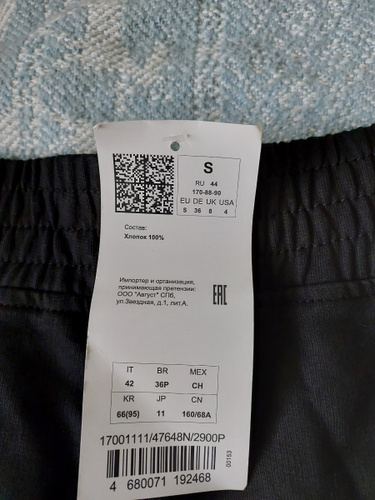 S
RU 44
170-88-90
EU DE UK USA
S 36 8 4
Состав:
Хлопок 100%
Импортер и организация,
принимающая претензии:
ООО "Август" СПб,
ул.Звездная, д.1, лит.А.
EAC
IT BR MEX
42 36P CH
KR JP CN
66(95) 11 160/68A
17001111/47648N/2900P
00153
4 680071 192468